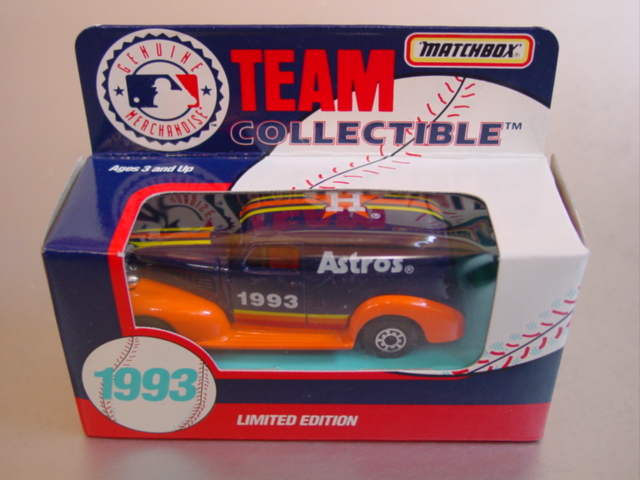 GENUINE
MERCHANDISE
TEAM
COLLECTIBLE™
MATCHBOX®
Ages 3 and Up
H®
Astros®
1993
1993
LIMITED EDITION